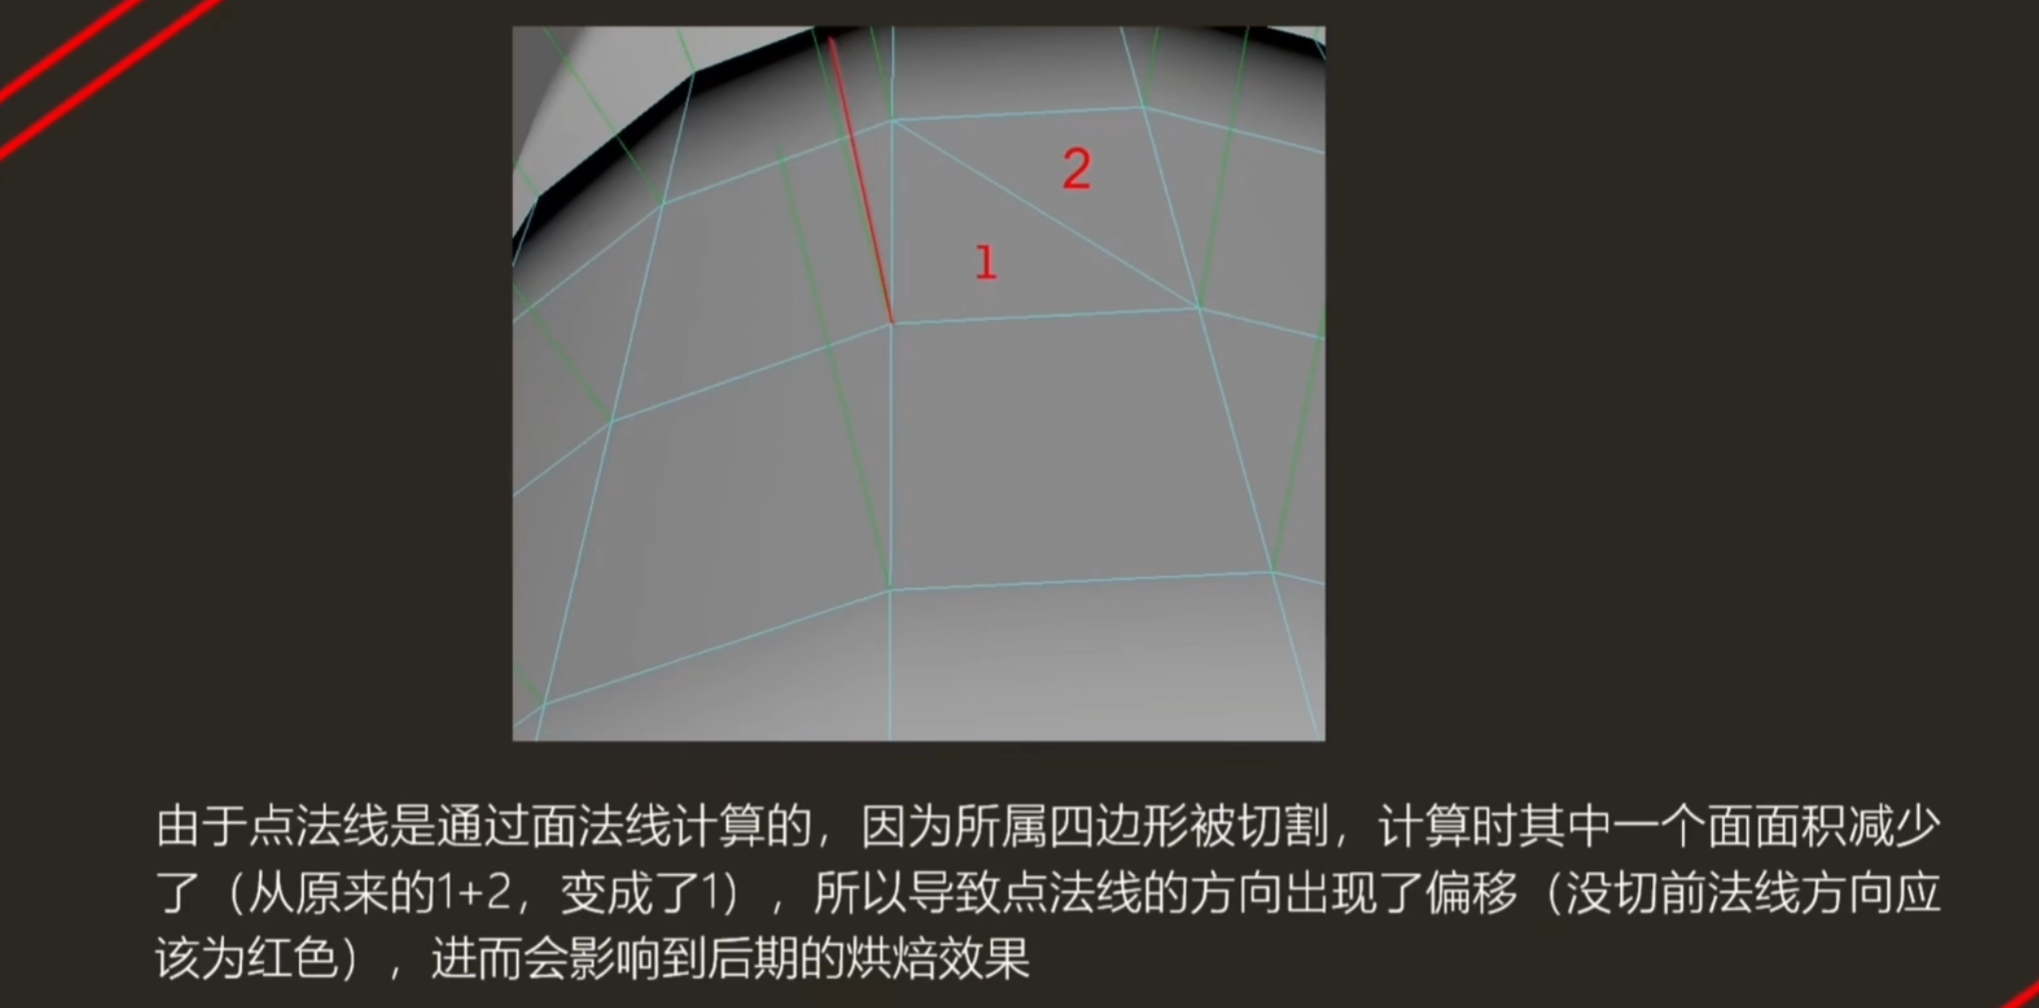 2
1
由于点法线是通过面法线计算的，因为所属四边形被切割，计算时其中一个面面积减少
了（从原来的1+2，变成了1），所以导致点法线的方向出现了偏移（没切前法线方向应
该为红色），进而会影响到后期的烘焙效果